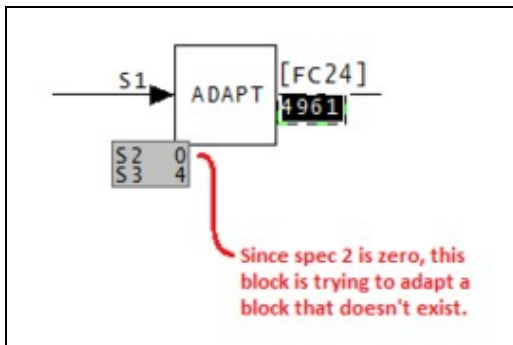 S1
ADAPT
[FC24]
4961
S2 0
S3 4
Since spec 2 is zero, this
block is trying to adapt a
block that doesn't exist.